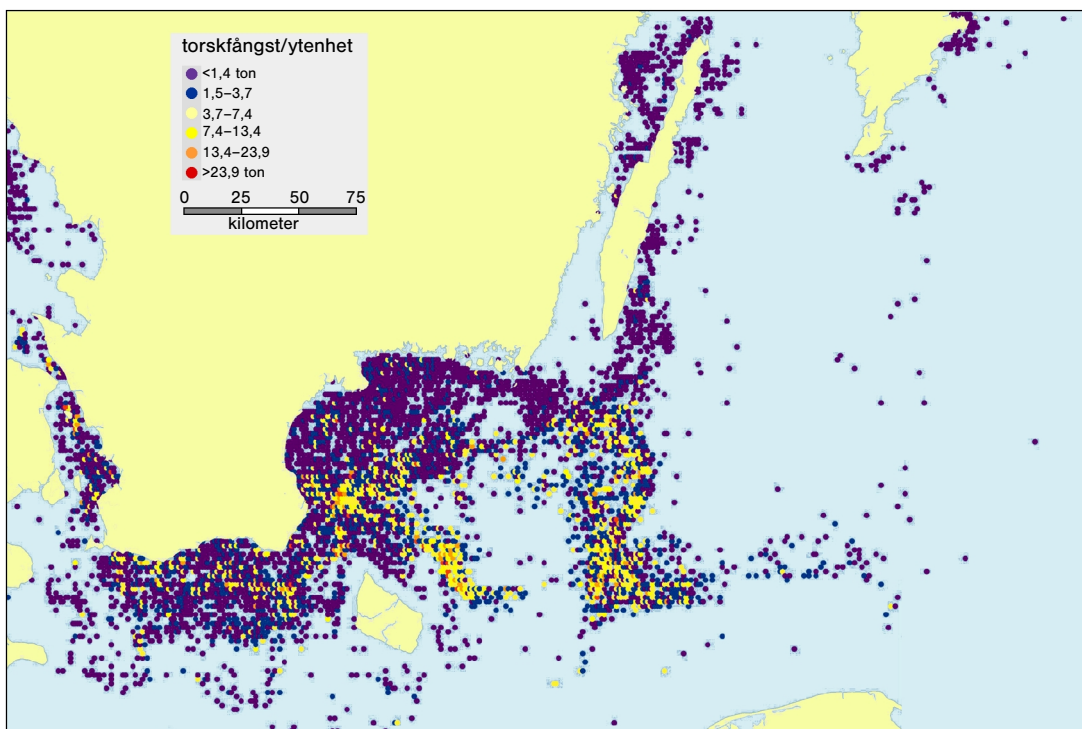 torskfångst/ytenhet
<1,4 ton
1,5–3,7
3,7–7,4
7,4–13,4
13,4–23,9
>23,9 ton
0 25 50 75
kilometer